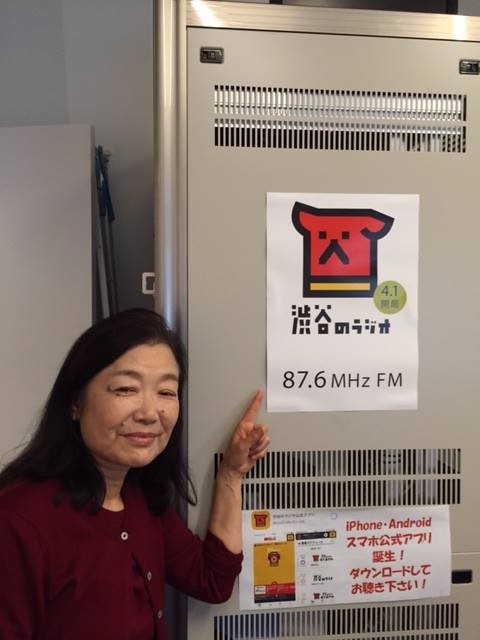 4.1
開局
渋谷のラジオ
87.6 MHz FM
iPhone・Android
スマホ公式アプリ
誕生！
ダウンロードして
お聴き下さい！